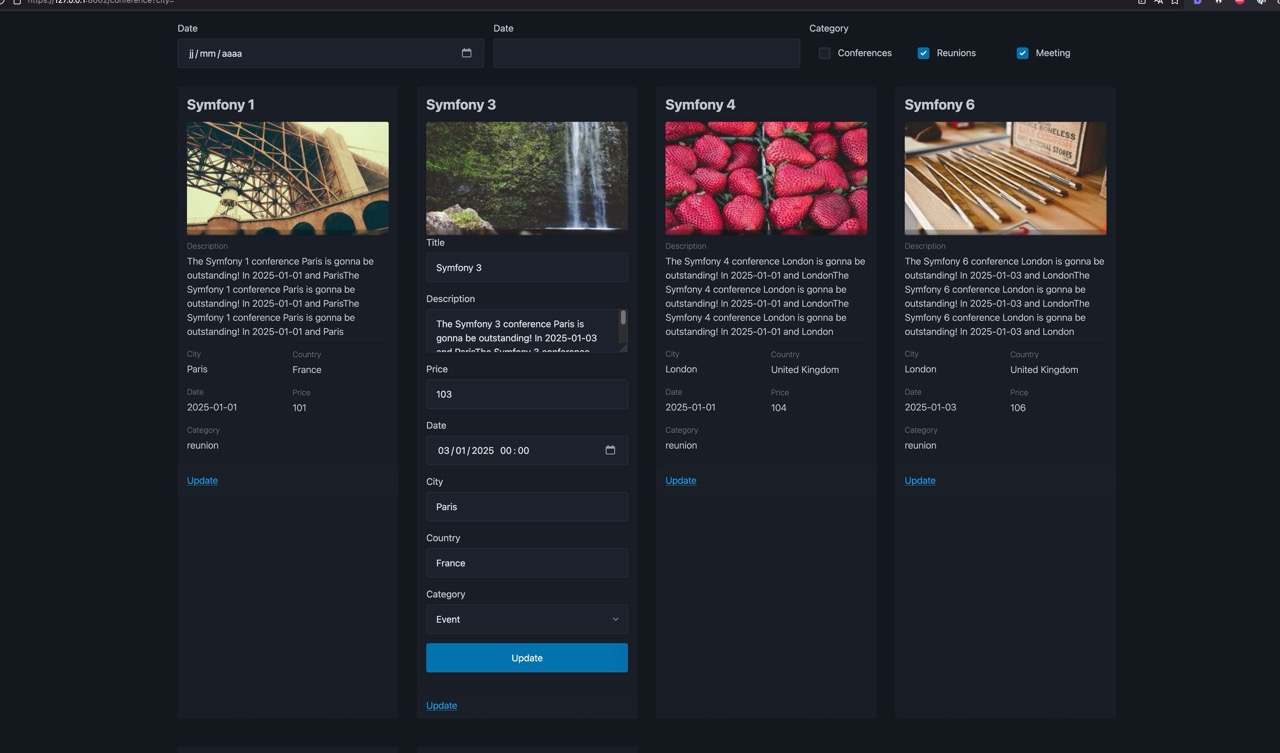 Date
Date
Category
jj/mm/aaaa
Conferences
Reunions
Meeting
Symfony 1
Description
The Symfony 1 conference Paris is gonna be
outstanding! In 2025-01-01 and ParisThe
Symfony 1 conference Paris is gonna be
outstanding! In 2025-01-01 and ParisThe
Symfony 1 conference Paris is gonna be
outstanding! In 2025-01-01 and Paris
City
Country
Paris
France
Date
Price
2025-01-01
101
Category
reunion
Update
Symfony 3
Title
Symfony 3
Description
The Symfony 3 conference Paris is
gonna be outstanding! In 2025-01-03
and ParisThe Symfony 3 conference
Price
103
Date
03/01/2025 00:00
City
Paris
Country
France
Category
Event
Update
Update
Symfony 4
Description
The Symfony 4 conference London is gonna be
outstanding! In 2025-01-01 and LondonThe
Symfony 4 conference London is gonna be
outstanding! In 2025-01-01 and LondonThe
Symfony 4 conference London is gonna be
outstanding! In 2025-01-01 and London
City
Country
London
United Kingdom
Date
Price
2025-01-01
104
Category
reunion
Update
Symfony 6
NATIONAL STORES
Description
The Symfony 6 conference London is gonna be
outstanding! In 2025-01-03 and LondonThe
Symfony 6 conference London is gonna be
outstanding! In 2025-01-03 and LondonThe
Symfony 6 conference London is gonna be
outstanding! In 2025-01-03 and London
City
Country
London
United Kingdom
Date
Price
2025-01-03
106
Category
reunion
Update